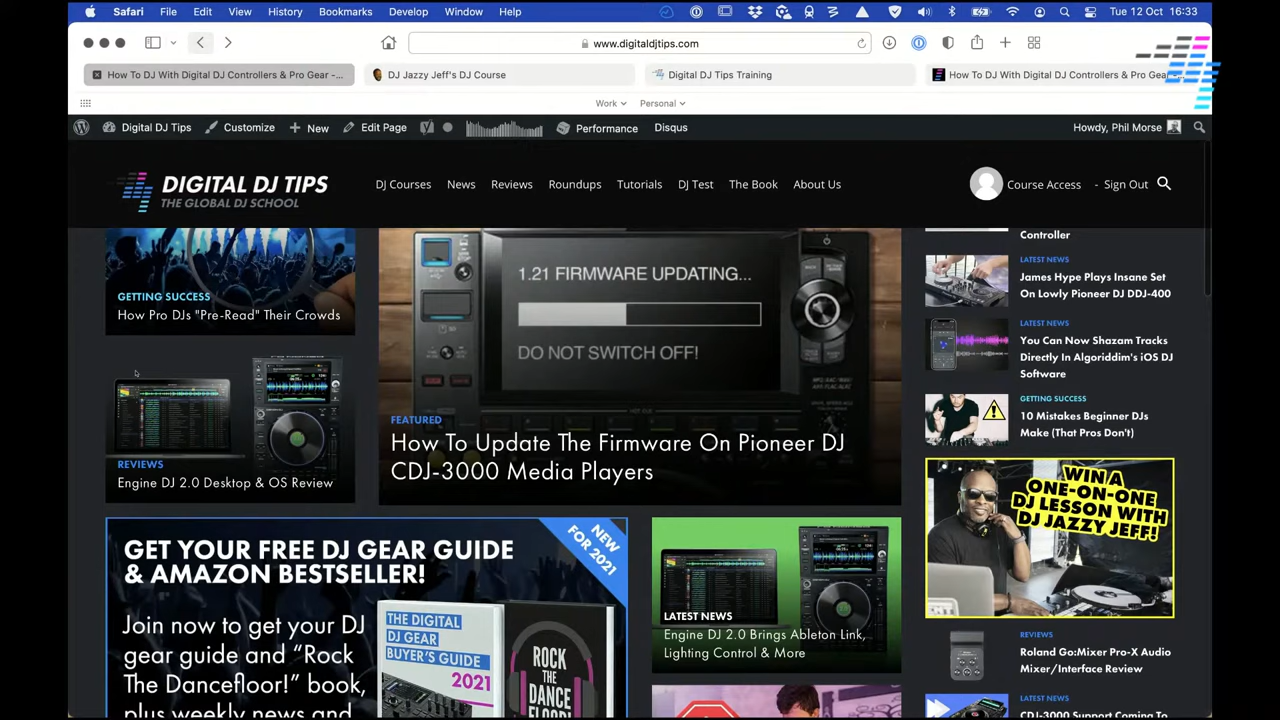 Safari File Edit View History Bookmarks Develop Window Help Tue 12 Oct 16:33
www.digitaldjtips.com
How To DJ With Digital DJ Controllers & Pro Gear -... DJ Jazzy Jeff's DJ Course Digital DJ Tips Training How To DJ With Digital DJ Controllers & Pro Gear -...
Work Personal
Digital DJ Tips Customize New Edit Page Performance Disqus Howdy, Phil Morse
DIGITAL DJ TIPS
THE GLOBAL DJ SCHOOL
DJ Courses News Reviews Roundups Tutorials DJ Test The Book About Us Course Access - Sign Out
GETTING SUCCESS
How Pro DJs "Pre-Read" Their Crowds
REVIEWS
Engine DJ 2.0 Desktop & OS Review
1.21 FIRMWARE UPDATING...
DO NOT SWITCH OFF!
FEATURED
How To Update The Firmware On Pioneer DJ
CDJ-3000 Media Players
Controller
LATEST NEWS
James Hype Plays Insane Set
On Lowly Pioneer DJ DDJ-400
LATEST NEWS
You Can Now Shazam Tracks
Directly In Algoriddim's iOS DJ
Software
GETTING SUCCESS
10 Mistakes Beginner DJs
Make (That Pros Don't)
WIN A
ONE-ON-ONE
DJ LESSON WITH
DJ JAZZY JEFF!
GET YOUR FREE DJ GEAR GUIDE
& AMAZON BESTSELLER!
NEW
FOR 2021
Join now to get your DJ
gear guide and “Rock
The Dancefloor!” book,
plus weekly news and
THE DIGITAL
DJ GEAR
BUYER'S GUIDE
2021
ROCK
THE
DANCE
FLOOR!
LATEST NEWS
Engine DJ 2.0 Brings Ableton Link,
Lighting Control & More
REVIEWS
Roland Go:Mixer Pro-X Audio
Mixer/Interface Review
LATEST NEWS
CDJ-3000 Support Coming To